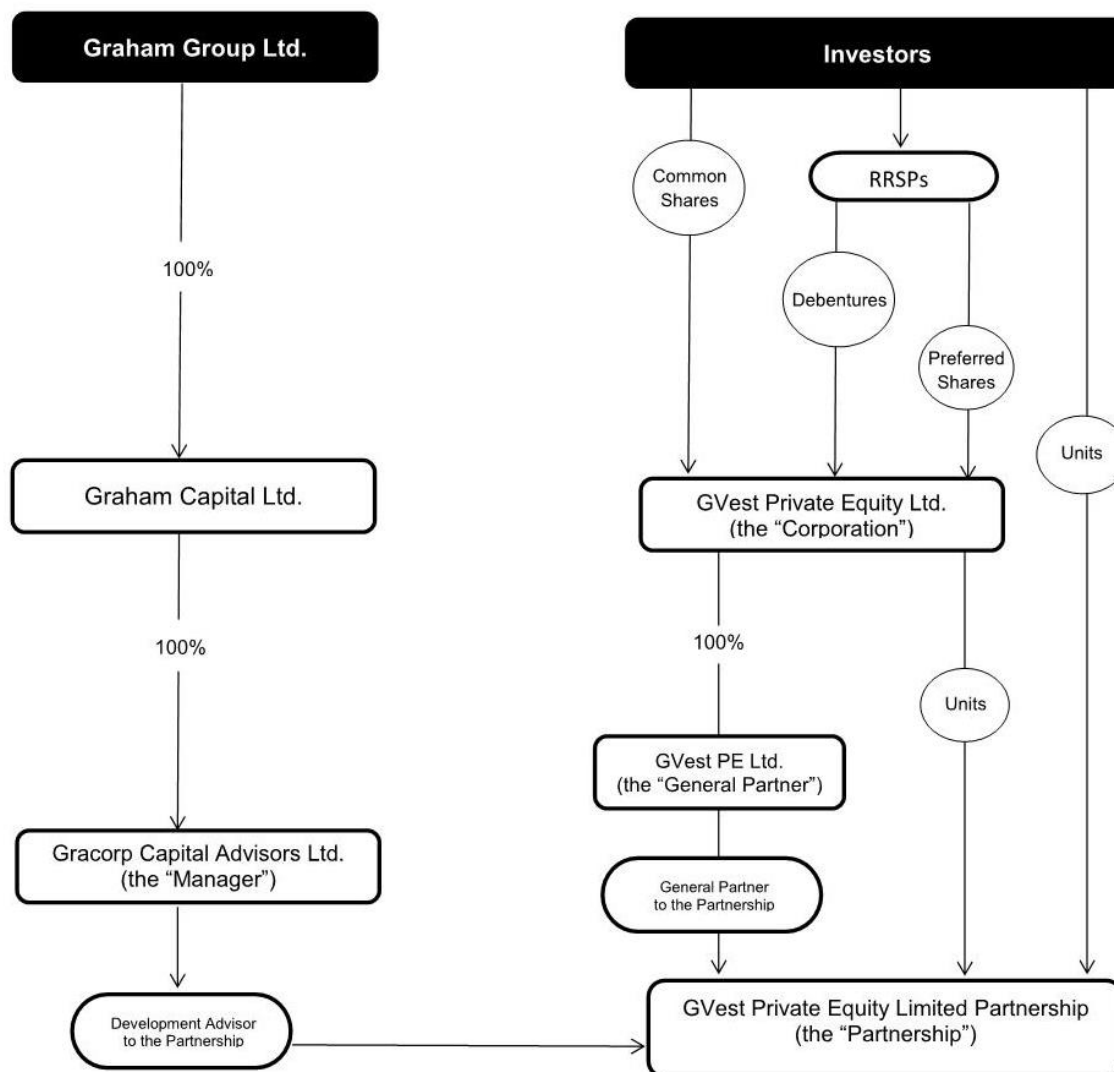 Graham Group Ltd.
Investors
Common
Shares
RRSPs
100%
Debentures
Preferred
Shares
Units
Graham Capital Ltd.
GVest Private Equity Ltd.
(the “Corporation”)
100%
100%
Units
GVest PE Ltd.
(the “General Partner”)
Gracorp Capital Advisors Ltd.
(the “Manager”)
General Partner
to the Partnership
Development Advisor
to the Partnership
GVest Private Equity Limited Partnership
(the “Partnership”)